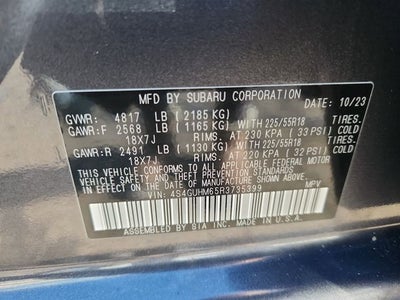 MFD BY SUBARU CORPORATION DATE: 10/23
GVWR: 4817 LB (2185 KG)
GAWR:F 2568 LB (1165 KG) WITH 225/55R18 TIRES.
18X7J RIMS. AT 230 KPA (33 PSI) COLD
GAWR:R 2491 LB (1130 KG) WITH 225/55R18 TIRES.
18X7J RIMS. AT 220 KPA (32 PSI) COLD
THIS VEHICLE CONFORMS TO ALL APPLICABLE FEDERAL MOTOR VEHICLE SAFETY STANDARDS
IN EFFECT ON THE DATE OF MANUFACTURE SHOWN ABOVE.
VIN: 4S4GUHM65R3735399 MPV
ASSEMBLED BY SIA INC. MADE IN U.S.A.